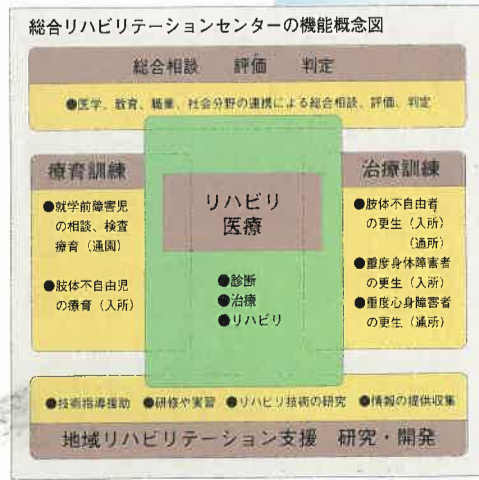 総合リハビリテーションセンターの機能概念図
総合相談　評価　判定
●医学、教育、職業、社会分野の連携による総合相談、評価、判定
療育訓練
●就学前障害児
の相談、検査
療育（通園）
●肢体不自由児
の療育（入所）
リハビリ
医療
●診断
●治療
●リハビリ
治療訓練
●肢体不自由者
の更生（入所）
（通所）
●重度身体障害者
の更生（入所）
●重度心身障害者
の更生（通所）
●技術指導援助　●研修や実習　●リハビリ技術の研究　●情報の提供収集
地域リハビリテーション支援　研究・開発